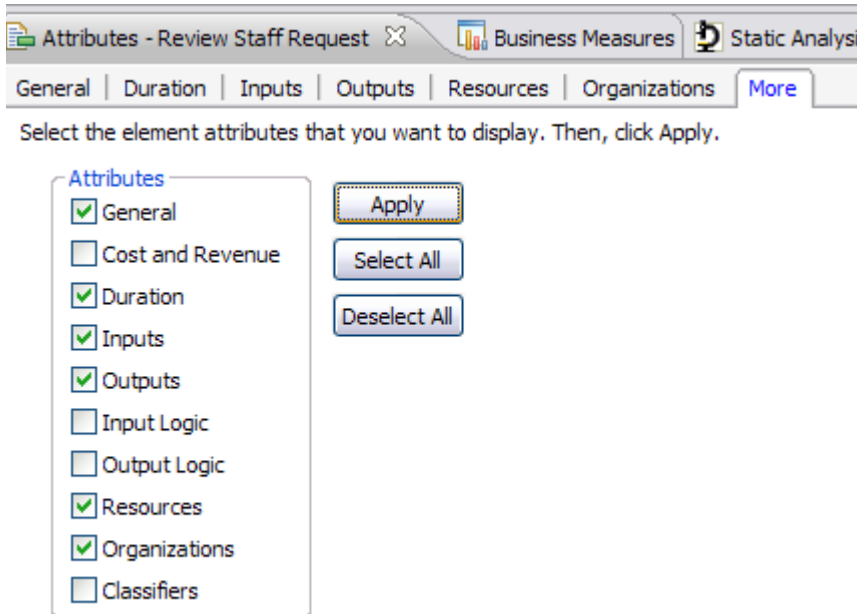 Attributes - Review Staff Request Business Measures Static Analysi
General | Duration | Inputs | Outputs | Resources | Organizations More
Select the element attributes that you want to display. Then, click Apply.
Attributes
General
Cost and Revenue
Duration
Inputs
Outputs
Input Logic
Output Logic
Resources
Organizations
Classifiers
Apply
Select All
Deselect All